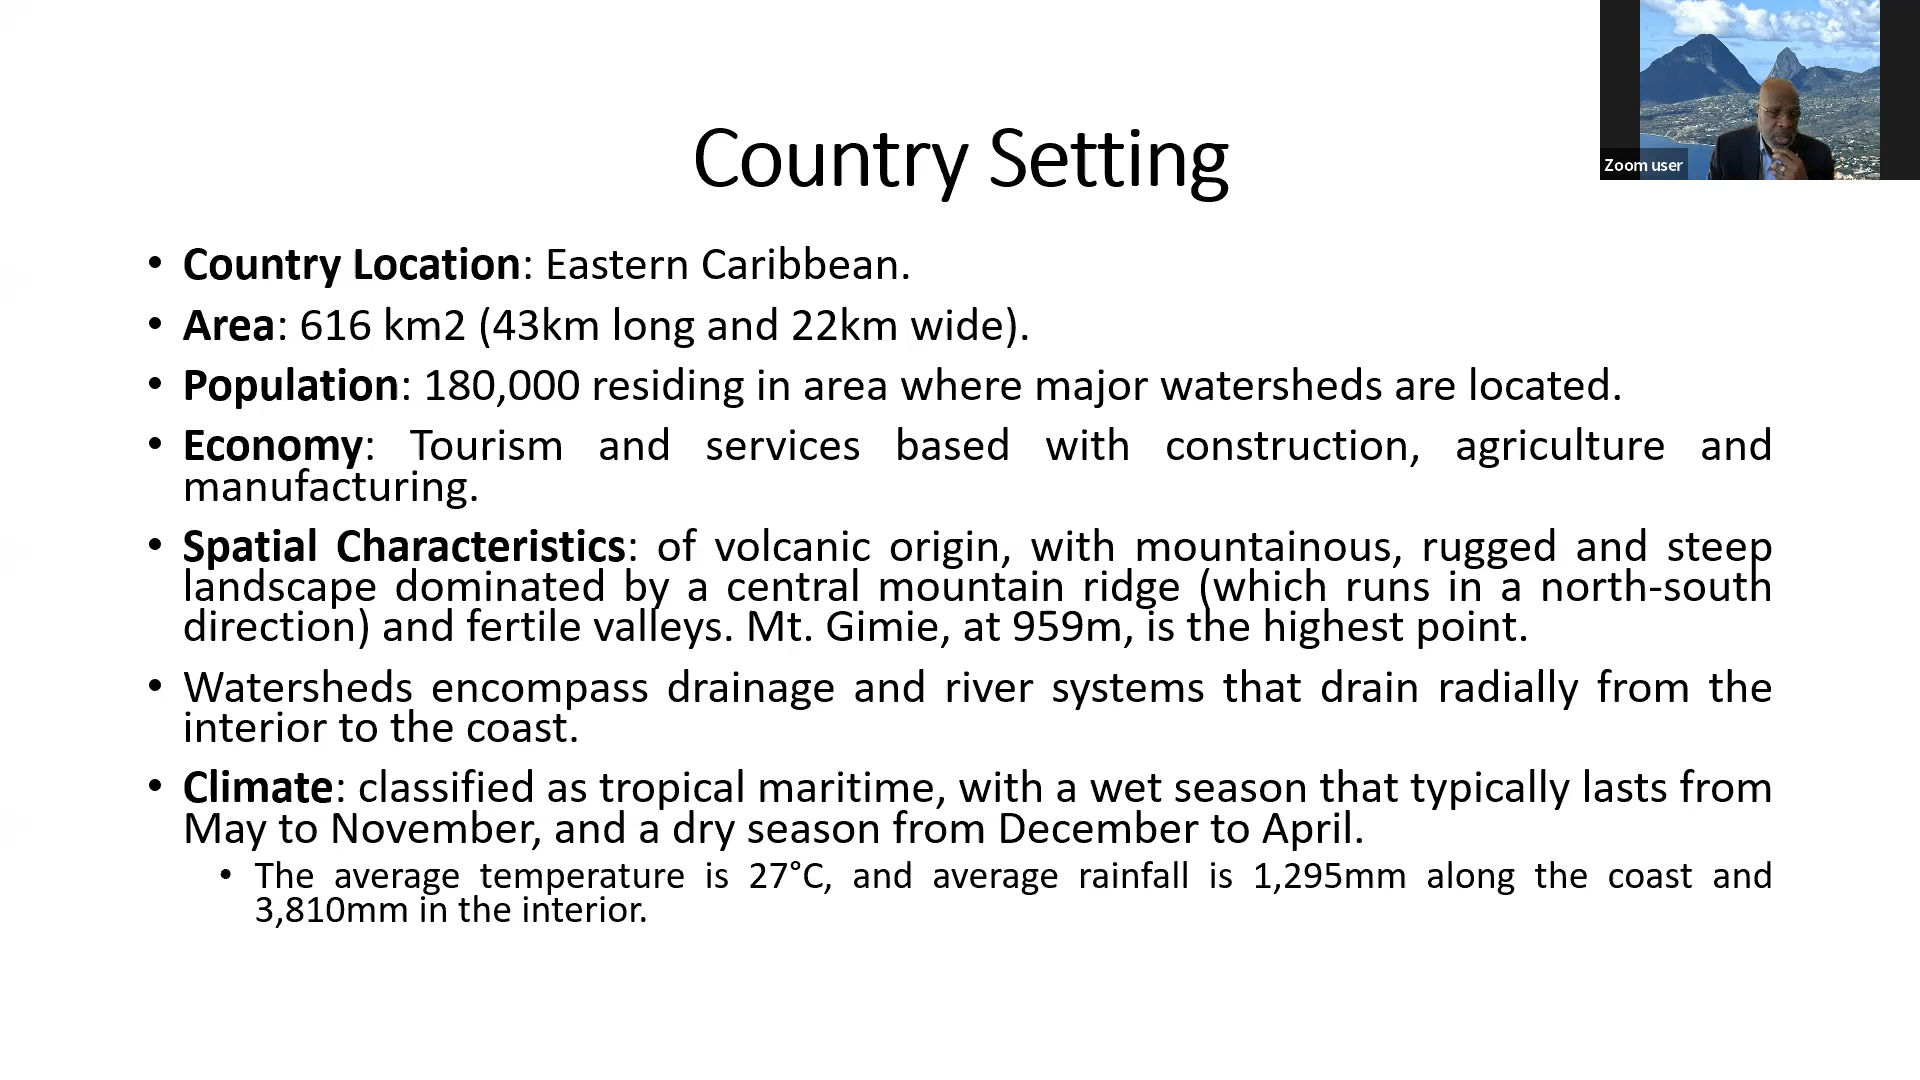 Country Setting
Zoom user
• Country Location: Eastern Caribbean.
• Area: 616 km2 (43km long and 22km wide).
• Population: 180,000 residing in area where major watersheds are located.
• Economy: Tourism and services based with construction, agriculture and
manufacturing.
• Spatial Characteristics: of volcanic origin, with mountainous, rugged and steep
landscape dominated by a central mountain ridge (which runs in a north-south
direction) and fertile valleys. Mt. Gimie, at 959m, is the highest point.
• Watersheds encompass drainage and river systems that drain radially from the
interior to the coast.
• Climate: classified as tropical maritime, with a wet season that typically lasts from
May to November, and a dry season from December to April.
• The average temperature is 27°C, and average rainfall is 1,295mm along the coast and
3,810mm in the interior.